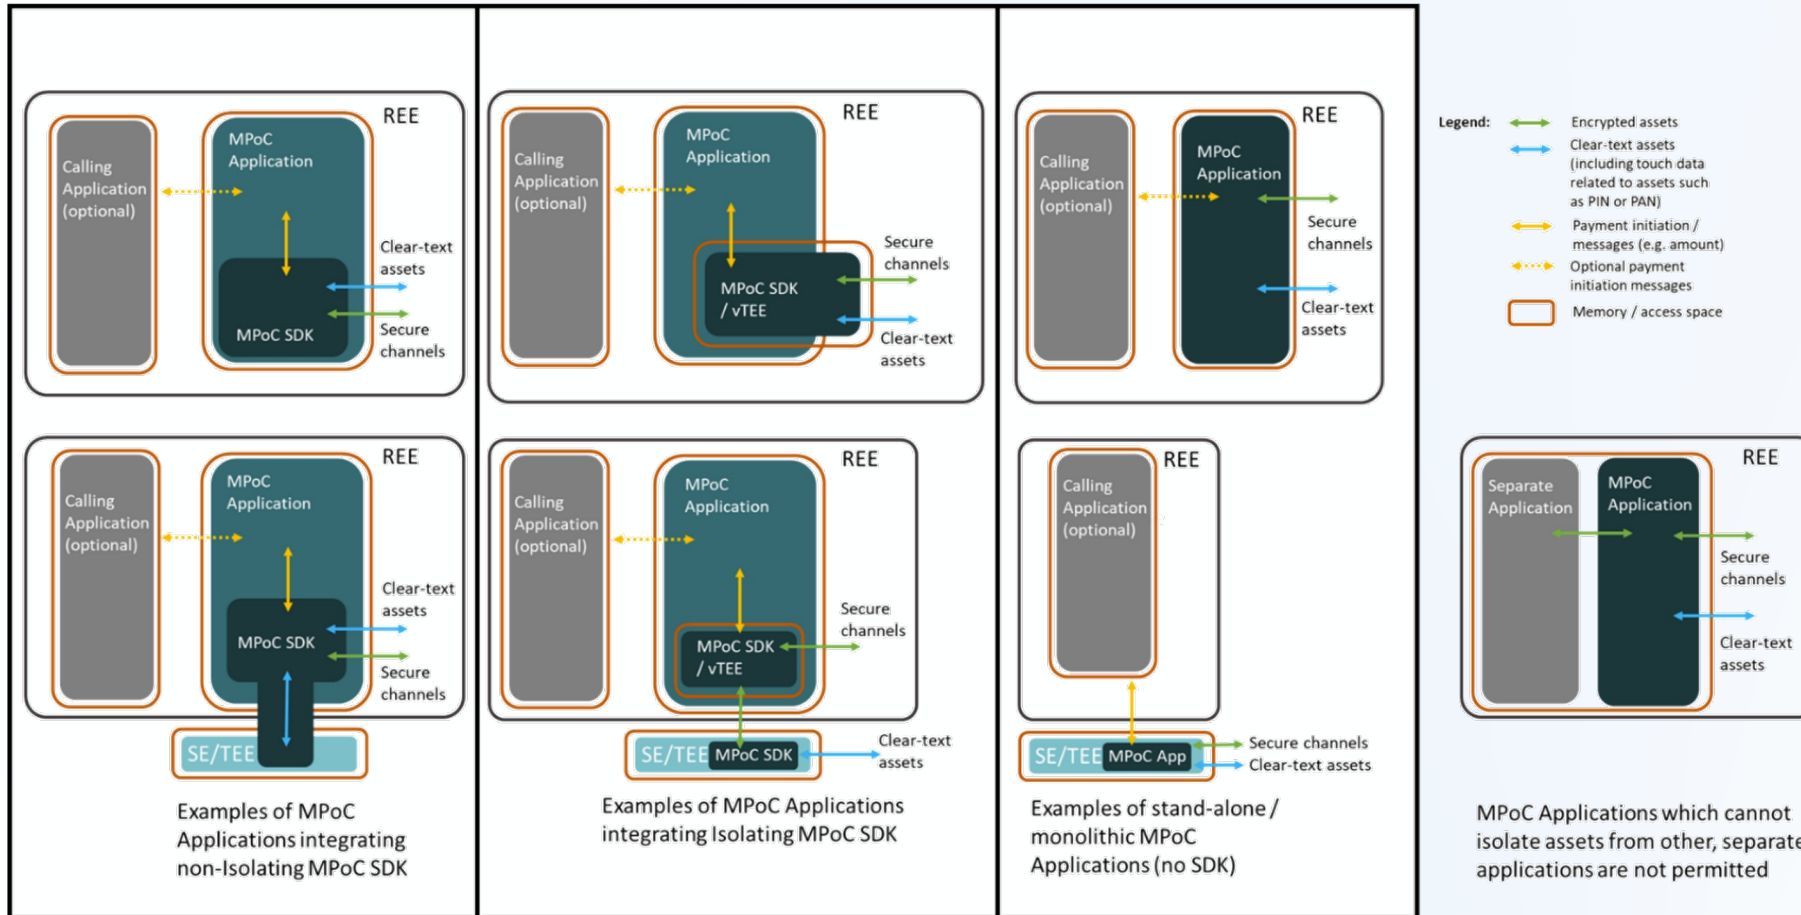 REE
MPoC
Application
Calling
Application
(optional)
Clear-text
assets
MPoC SDK
Secure
channels
REE
MPoC
Application
Calling
Application
(optional)
Secure
channels
MPoC SDK
/ vTEE
Clear-text
assets
REE
MPoC
Application
Calling
Application
(optional)
Secure
channels
Clear-text
assets
Legend:
Encrypted assets
Clear-text assets
(including touch data
related to assets such
as PIN or PAN)
Payment initiation /
messages (e.g. amount)
Optional payment
initiation messages
Memory / access space
REE
MPoC
Application
Calling
Application
(optional)
Clear-text
assets
MPoC SDK
Secure
channels
SE/TEE
Examples of MPoC
Applications integrating
non-Isolating MPoC SDK
REE
MPoC
Application
Calling
Application
(optional)
Secure
channels
MPoC SDK
/ vTEE
SE/TEE
MPoC SDK
Clear-text
assets
Examples of MPoC Applications
integrating Isolating MPoC SDK
REE
Calling
Application
(optional)
SE/TEE
MPoC App
Secure channels
Clear-text assets
Examples of stand-alone /
monolithic MPoC
Applications (no SDK)
REE
Separate
Application
MPoC
Application
Secure
channels
Clear-text
assets
MPoC Applications which cannot
isolate assets from other, separate
applications are not permitted